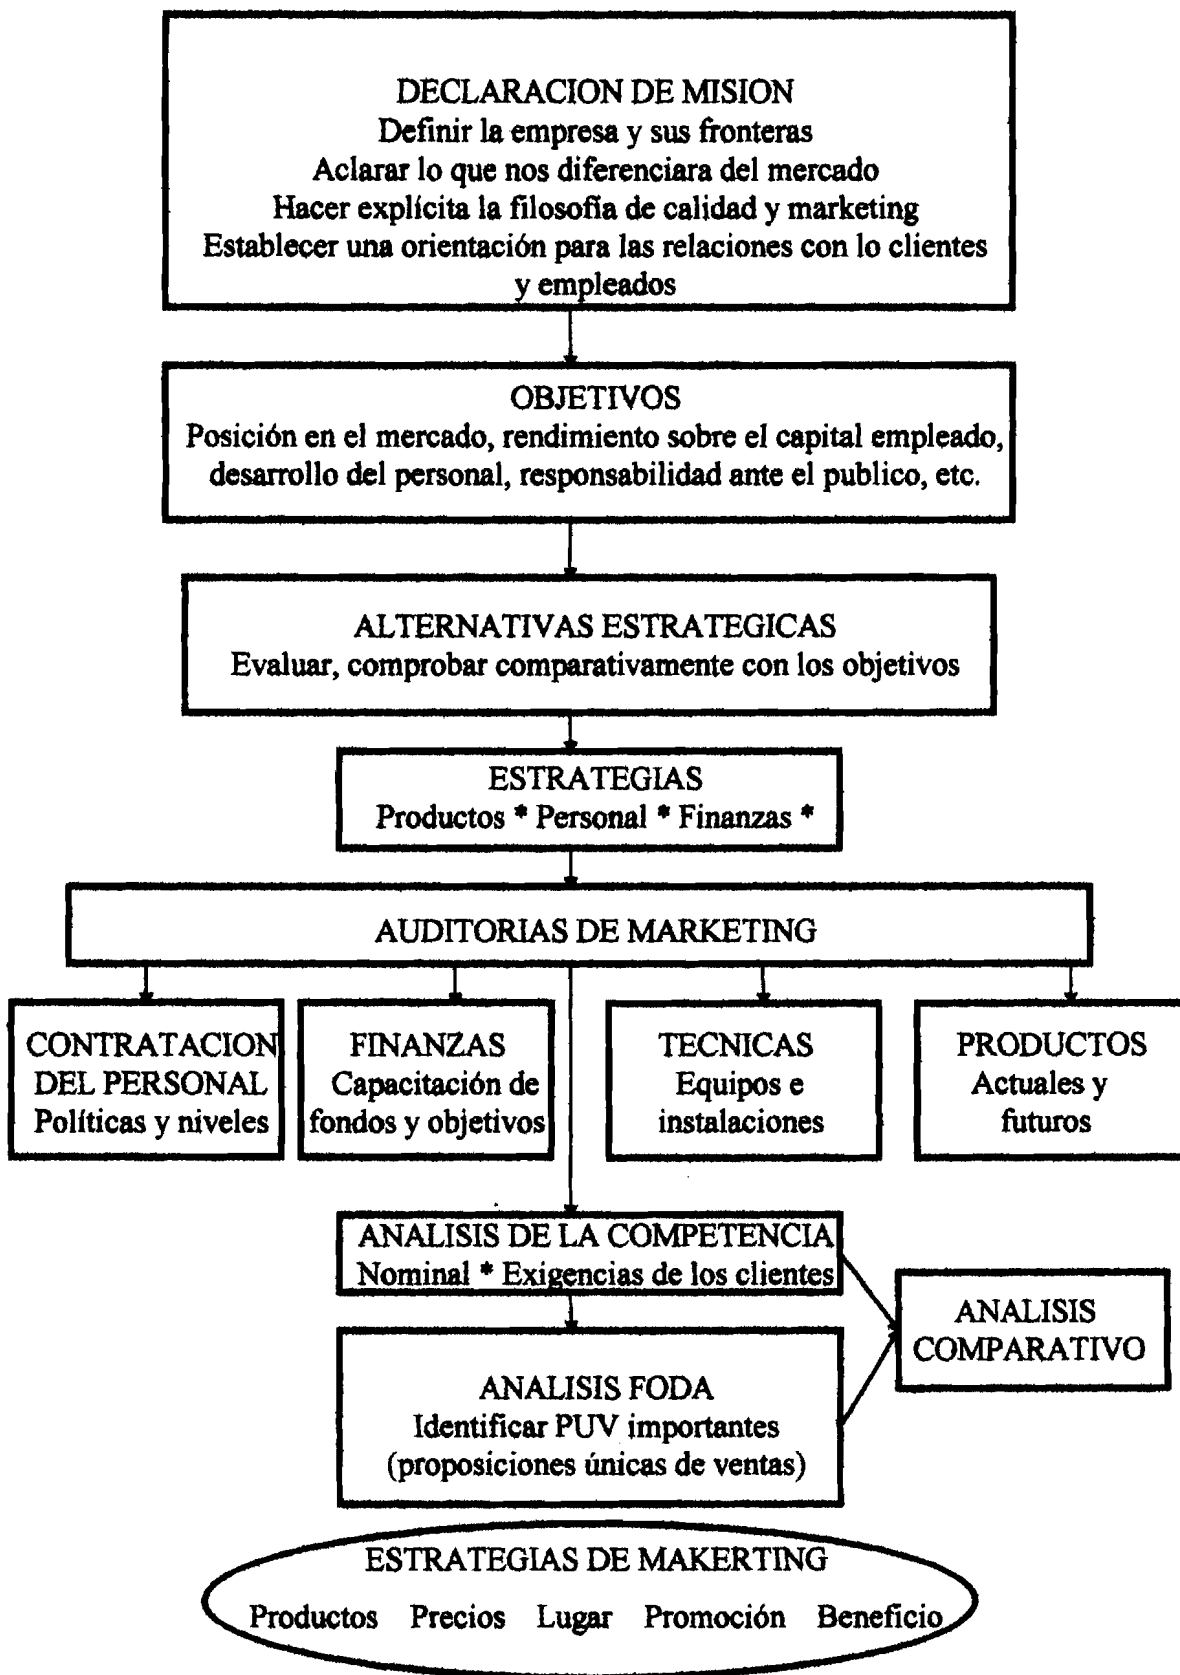 DECLARACION DE MISION
Definir la empresa y sus fronteras
Aclarar lo que nos diferenciara del mercado
Hacer explícita la filosofía de calidad y marketing
Establecer una orientación para las relaciones con lo clientes
y empleados
OBJETIVOS
Posición en el mercado, rendimiento sobre el capital empleado,
desarrollo del personal, responsabilidad ante el publico, etc.
ALTERNATIVAS ESTRATEGICAS
Evaluar, comprobar comparativamente con los objetivos
ESTRATEGIAS
Productos * Personal * Finanzas *
AUDITORIAS DE MARKETING
CONTRATACION
DEL PERSONAL
Políticas y niveles
FINANZAS
Capacitación de
fondos y objetivos
TECNICAS
Equipos e
instalaciones
PRODUCTOS
Actuales y
futuros
ANALISIS DE LA COMPETENCIA
Nominal * Exigencias de los clientes
ANALISIS
COMPARATIVO
ANALISIS FODA
Identificar PUV importantes
(proposiciones únicas de ventas)
ESTRATEGIAS DE MAKERTING
Productos Precios Lugar Promoción Beneficio